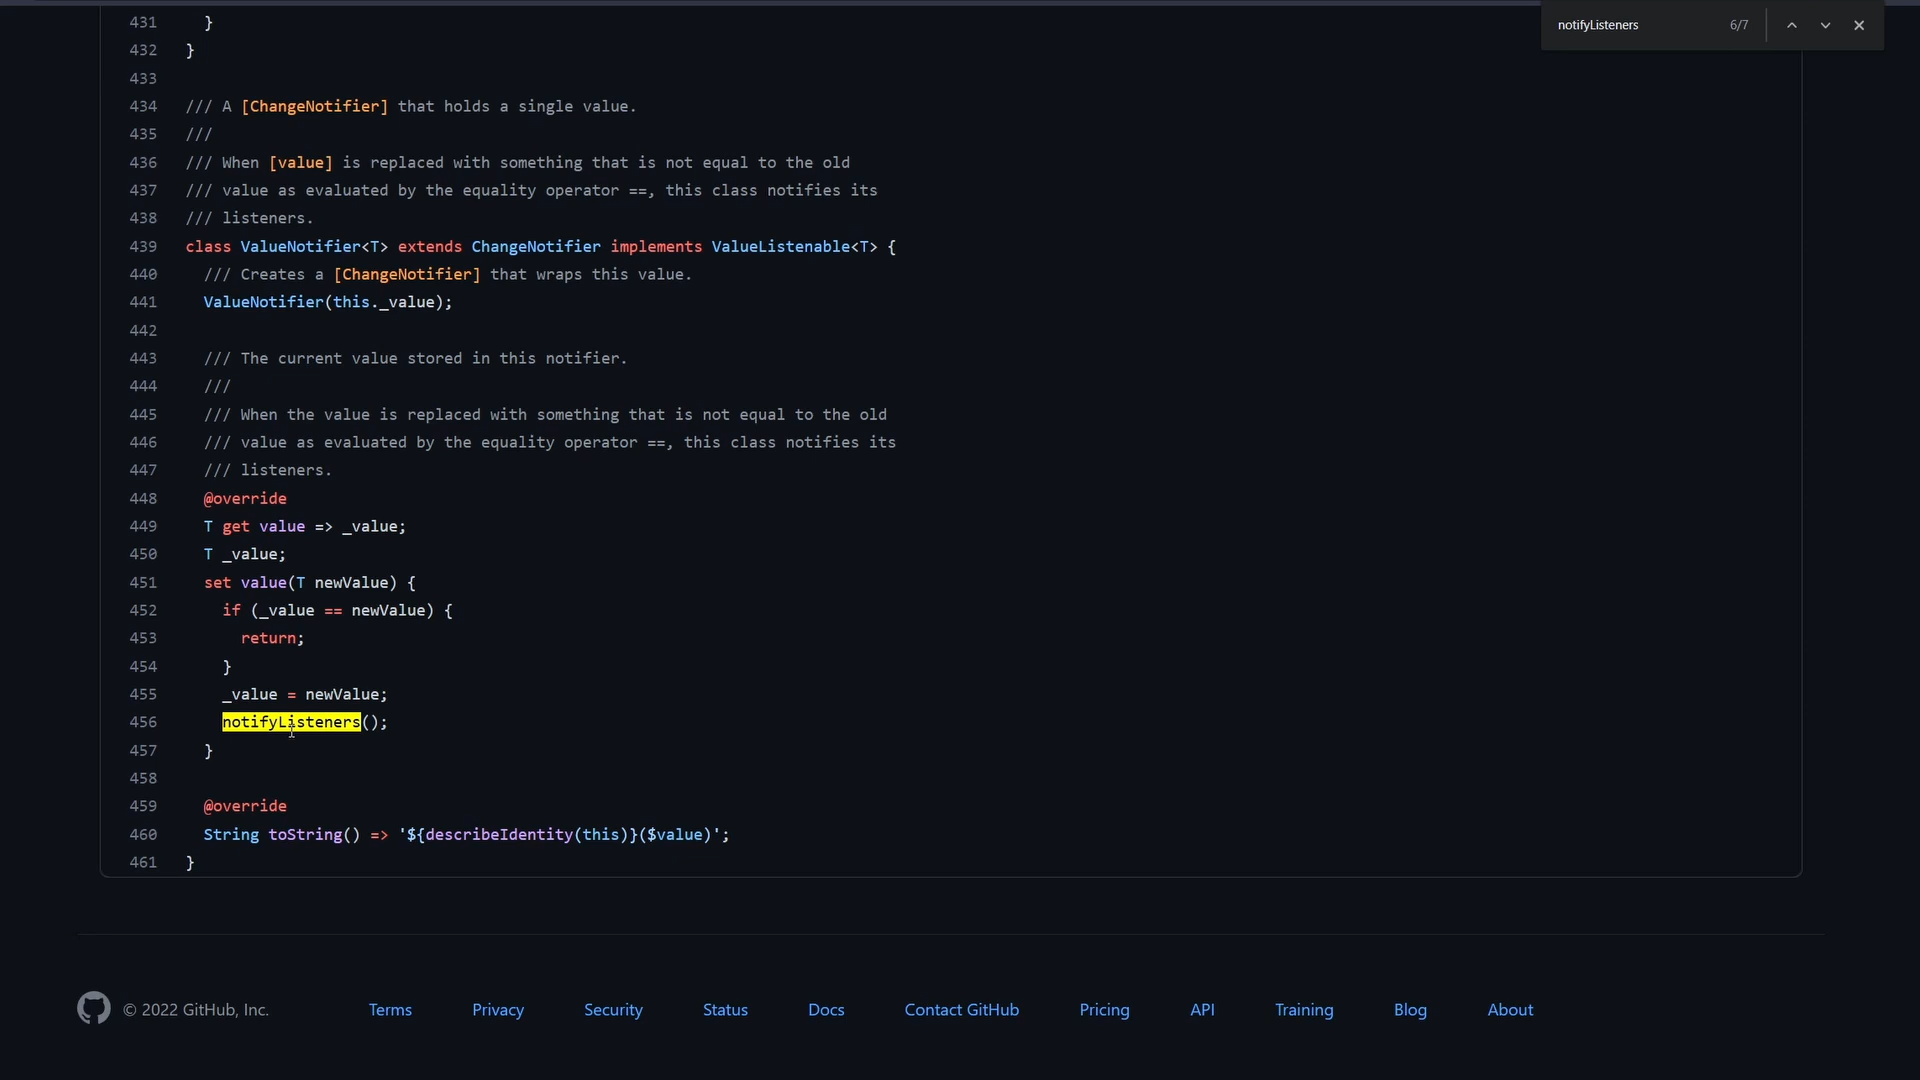 notifyListeners 6/7
431 }
432 }
433
434 /// A [ChangeNotifier] that holds a single value.
435 ///
436 /// When [value] is replaced with something that is not equal to the old
437 /// value as evaluated by the equality operator ==, this class notifies its
438 /// listeners.
439 class ValueNotifier<T> extends ChangeNotifier implements ValueListenable<T> {
440 /// Creates a [ChangeNotifier] that wraps this value.
441 ValueNotifier(this._value);
442
443 /// The current value stored in this notifier.
444 ///
445 /// When the value is replaced with something that is not equal to the old
446 /// value as evaluated by the equality operator ==, this class notifies its
447 /// listeners.
448 @override
449 T get value => _value;
450 T _value;
451 set value(T newValue) {
452 if (_value == newValue) {
453 return;
454 }
455 _value = newValue;
456 notifyListeners();
457 }
458
459 @override
460 String toString() => '${describeIdentity(this)}($value)';
461 }
© 2022 GitHub, Inc. Terms Privacy Security Status Docs Contact GitHub Pricing API Training Blog About